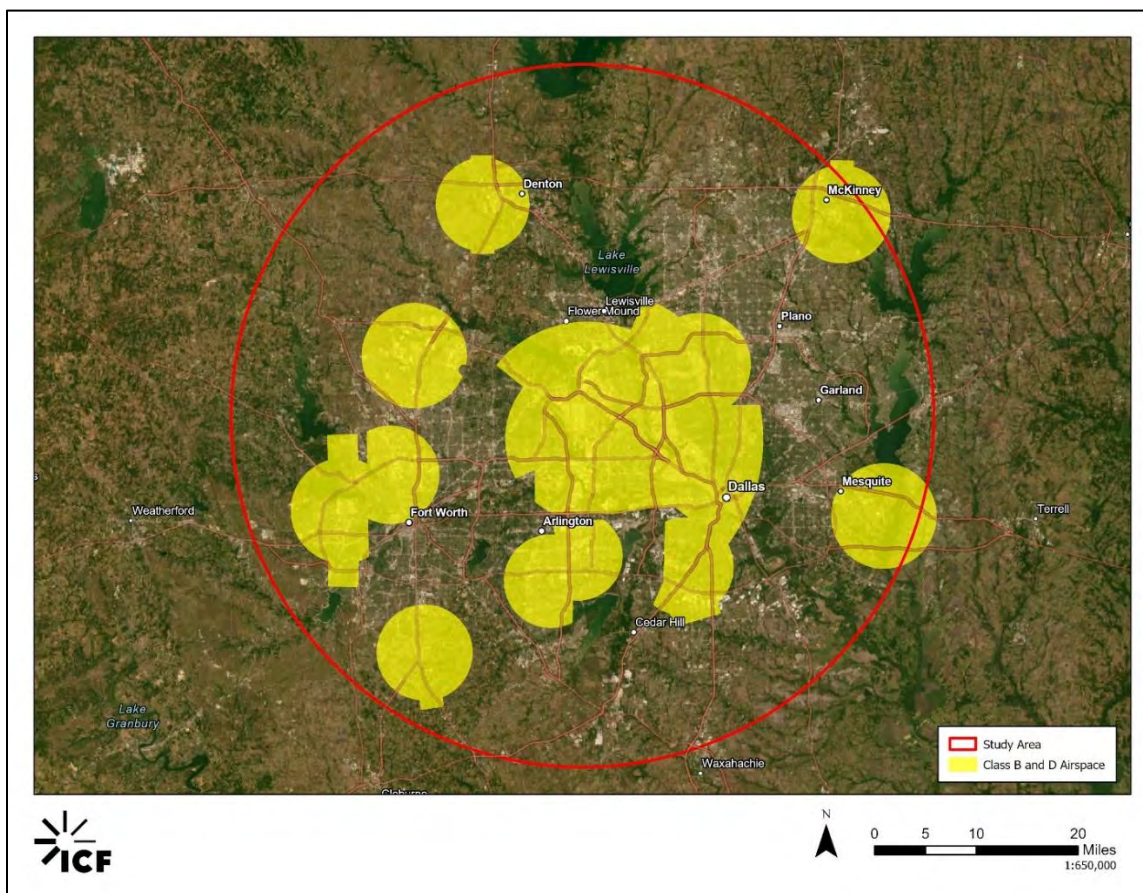 Denton
McKinney
Lake
Lewisville
Lewisville
Flower Mound
Plano
Garland
Mesquite
Dallas
Terrell
Weatherford
Fort Worth
Arlington
Cedar Hill
Lake
Granbury
Waxahachie
Cleburne
Study Area
Class B and D Airspace
ICF
N
0 5 10 20
Miles
1:650,000